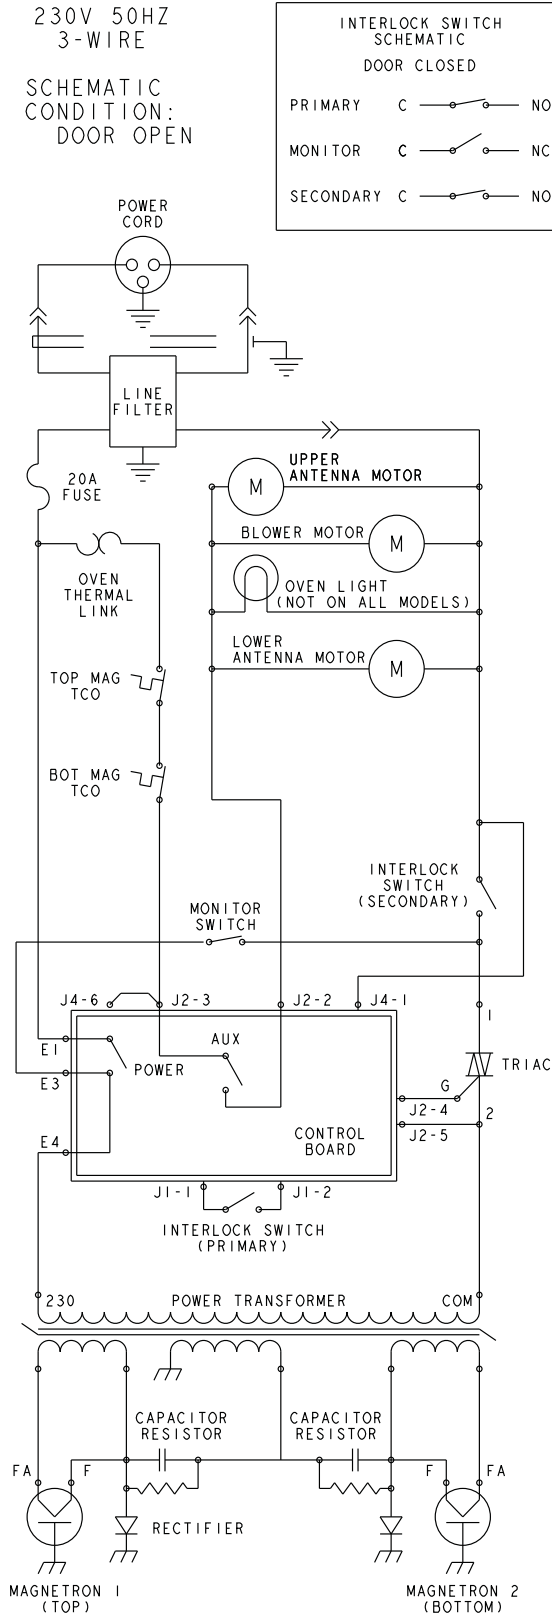 230V 50HZ
3-WIRE
SCHEMATIC
CONDITION:
DOOR OPEN
INTERLOCK SWITCH
SCHEMATIC
DOOR CLOSED
PRIMARY C NO
MONITOR C NC
SECONDARY C NO
POWER
CORD
LINE
FILTER
20A
FUSE
UPPER
ANTENNA MOTOR
M
BLOWER MOTOR
M
OVEN
THERMAL
LINK
OVEN LIGHT
(NOT ON ALL MODELS)
LOWER
ANTENNA MOTOR
M
TOP MAG
TCO
BOT MAG
TCO
INTERLOCK
SWITCH
(SECONDARY)
MONITOR
SWITCH
J4-6 J2-3 J2-2 J4-1
1
E1
AUX
POWER
E3
TRIAC
G
J2-4
2
J2-5
E4
CONTROL
BOARD
J1-1 J1-2
INTERLOCK SWITCH
(PRIMARY)
230 POWER TRANSFORMER COM
CAPACITOR
RESISTOR
CAPACITOR
RESISTOR
FA F F FA
RECTIFIER
MAGNETRON 1
(TOP)
MAGNETRON 2
(BOTTOM)